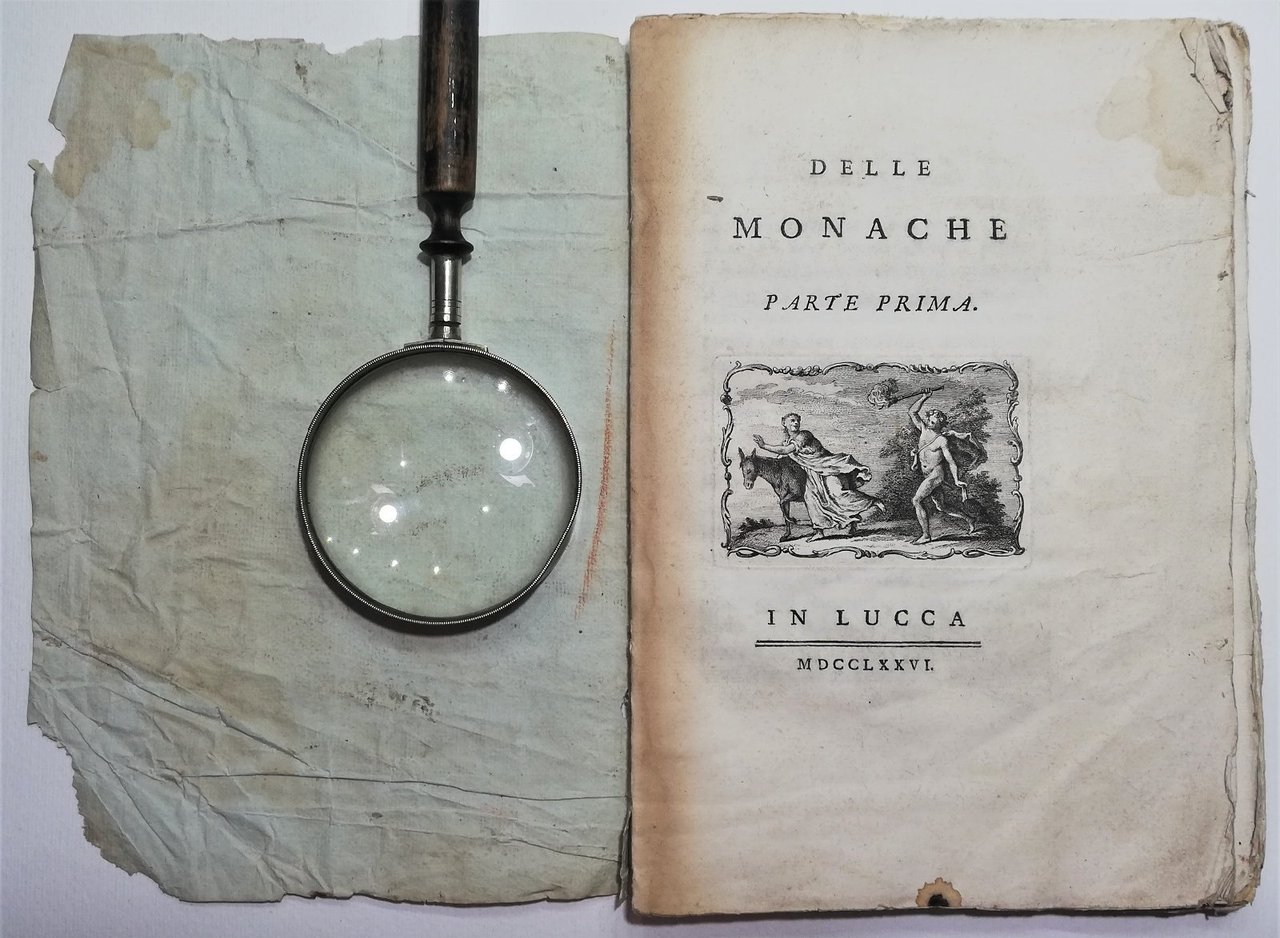 DELLE
MONACHE
PARTE PRIMA.
IN LUCCA
MDCCLXXVI.